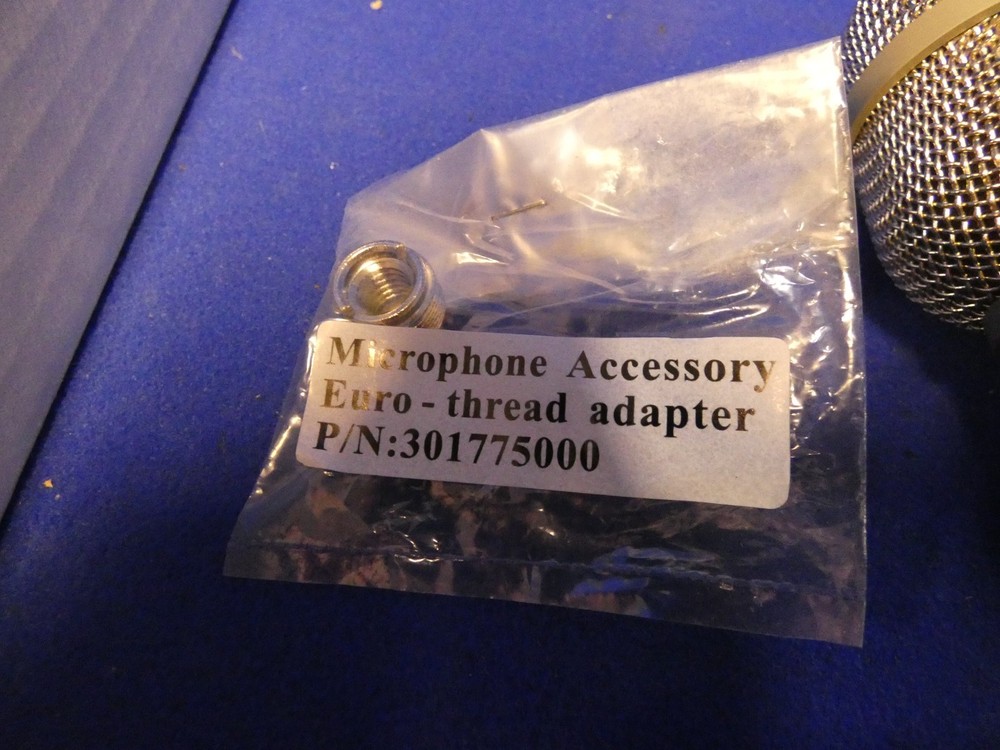 Microphone Accessory
Euro - thread adapter
P/N:301775000